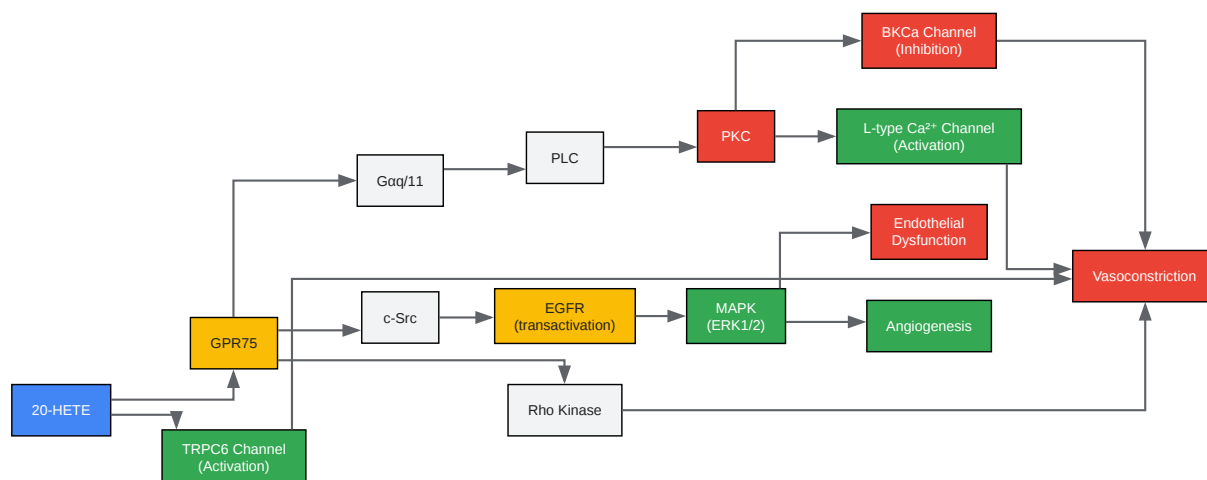 BKCa Channel
(Inhibition)
L-type Ca²⁺ Channel
(Activation)
PKC
PLC
Gαq/11
Endothelial
Dysfunction
Vasoconstriction
c-Src
EGFR
(transactivation)
MAPK
(ERK1/2)
Angiogenesis
GPR75
20-HETE
Rho Kinase
TRPC6 Channel
(Activation)